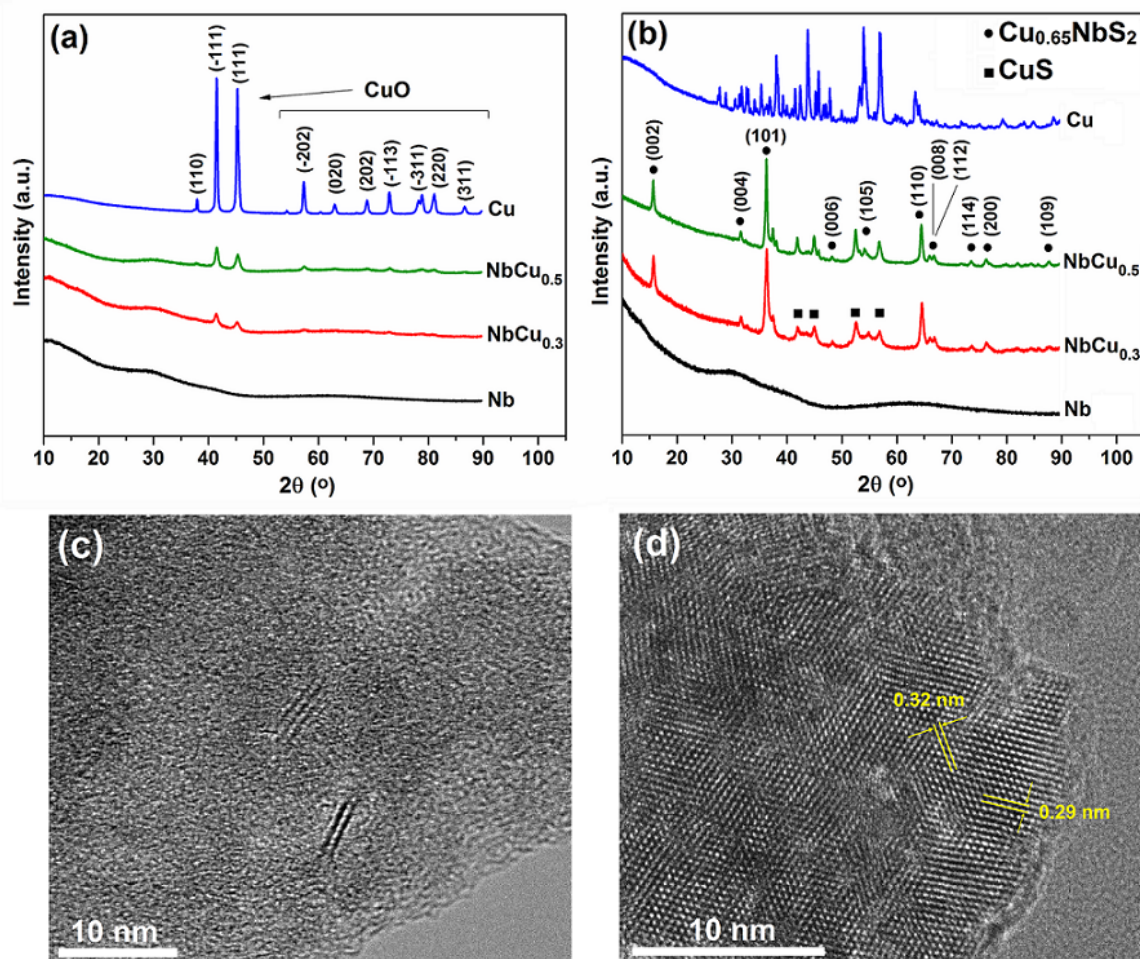 (a)
(-111)
(111)
CuO
(110)
(-202)
(020)
(202)
(-113)
(-311)
(220)
(311)
Cu
NbCu0.5
NbCu0.3
Nb
Intensity (a.u.)
10 20 30 40 50 60 70 80 90 100
2θ (o)
(b)
● Cu0.65NbS2
■ CuS
Cu
(002)
(101)
(004)
(006)
(105)
(110)
(008)
(112)
(114)
(200)
(109)
NbCu0.5
NbCu0.3
Nb
Intensity (a.u.)
10 20 30 40 50 60 70 80 90 100
2θ (o)
(c)
10 nm
(d)
0.32 nm
0.29 nm
10 nm